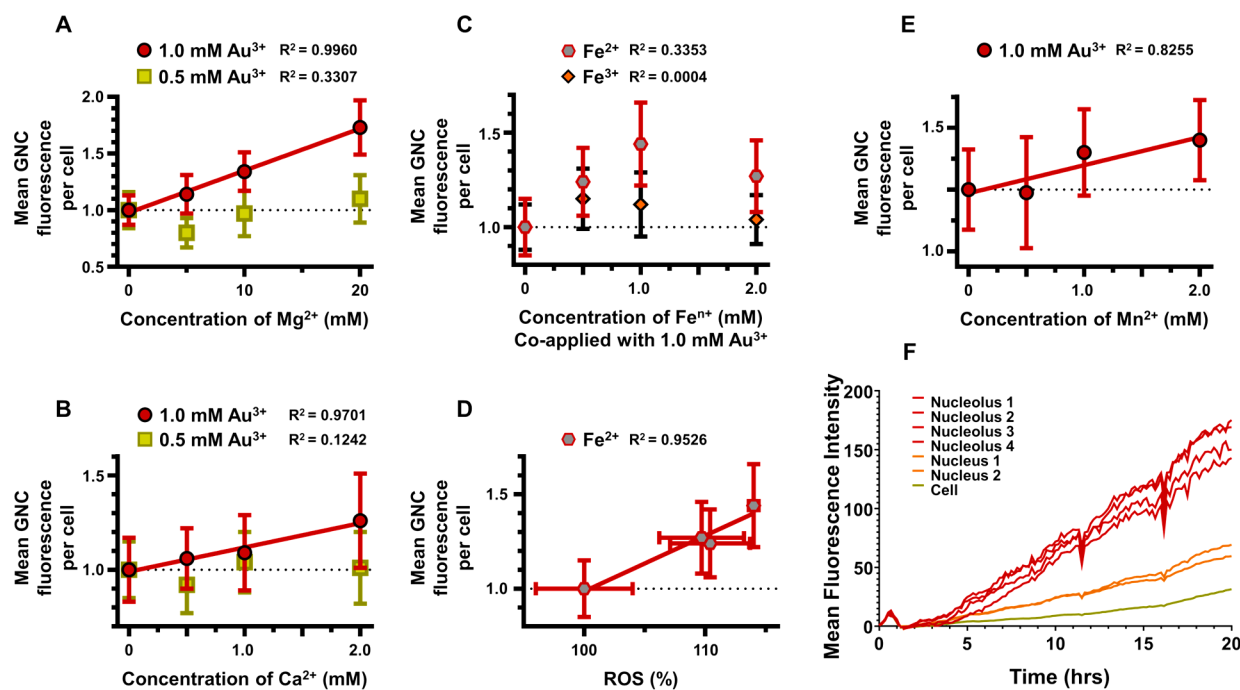 A
1.0 mM Au³⁺ R² = 0.9960
0.5 mM Au³⁺ R² = 0.3307
Mean GNC
fluorescence
per cell
2.0
1.5
1.0
0.5
0 10 20
Concentration of Mg²⁺ (mM)
C
Fe²⁺ R² = 0.3353
Fe³⁺ R² = 0.0004
Mean GNC
fluorescence
per cell
1.5
1.0
0 1.0 2.0
Concentration of Feⁿ⁺ (mM)
Co-applied with 1.0 mM Au³⁺
E
1.0 mM Au³⁺ R² = 0.8255
Mean GNC
fluorescence
per cell
1.5
1.0
0 1.0 2.0
Concentration of Mn²⁺ (mM)
B
1.0 mM Au³⁺ R² = 0.9701
0.5 mM Au³⁺ R² = 0.1242
Mean GNC
fluorescence
per cell
1.5
1.0
0 1.0 2.0
Concentration of Ca²⁺ (mM)
D
Fe²⁺ R² = 0.9526
Mean GNC
fluorescence
per cell
1.5
1.0
100 110
ROS (%)
F
Mean Fluorescence Intensity
200
150
100
50
0
Nucleolus 1
Nucleolus 2
Nucleolus 3
Nucleolus 4
Nucleus 1
Nucleus 2
Cell
0 5 10 15 20
Time (hrs)